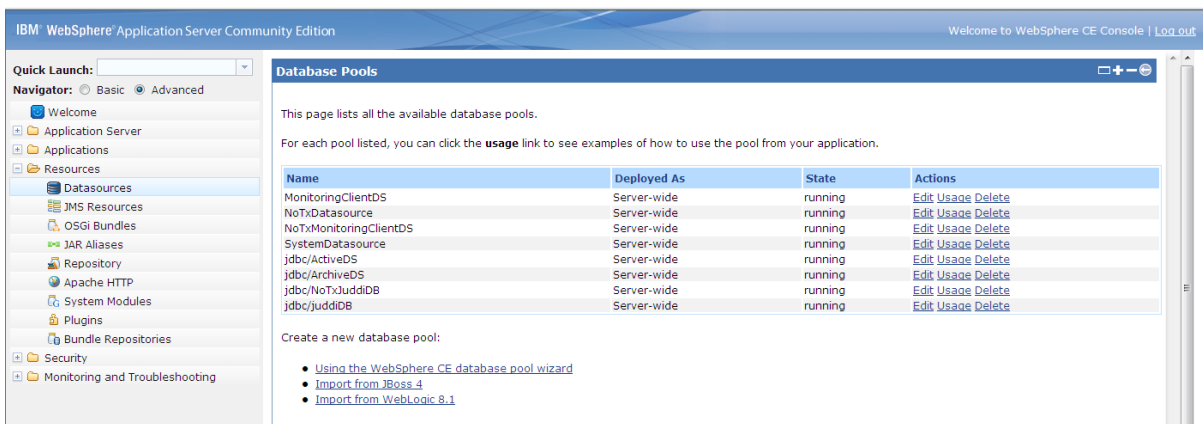 IBM® WebSphere® Application Server Community Edition
Welcome to WebSphere CE Console | Log out
Quick Launch:
Navigator: Basic Advanced
Welcome
Application Server
Applications
Resources
Datasources
JMS Resources
OSGi Bundles
JAR Aliases
Repository
Apache HTTP
System Modules
Plugins
Bundle Repositories
Security
Monitoring and Troubleshooting
Database Pools
This page lists all the available database pools.
For each pool listed, you can click the usage link to see examples of how to use the pool from your application.
Name Deployed As State Actions
MonitoringClientDS Server-wide running Edit Usage Delete
NoTxDatasource Server-wide running Edit Usage Delete
NoTxMonitoringClientDS Server-wide running Edit Usage Delete
SystemDatasource Server-wide running Edit Usage Delete
jdbc/ActiveDS Server-wide running Edit Usage Delete
jdbc/ArchiveDS Server-wide running Edit Usage Delete
jdbc/NoTxJuddiDB Server-wide running Edit Usage Delete
jdbc/juddiDB Server-wide running Edit Usage Delete
Create a new database pool:
• Using the WebSphere CE database pool wizard
• Import from JBoss 4
• Import from WebLogic 8.1